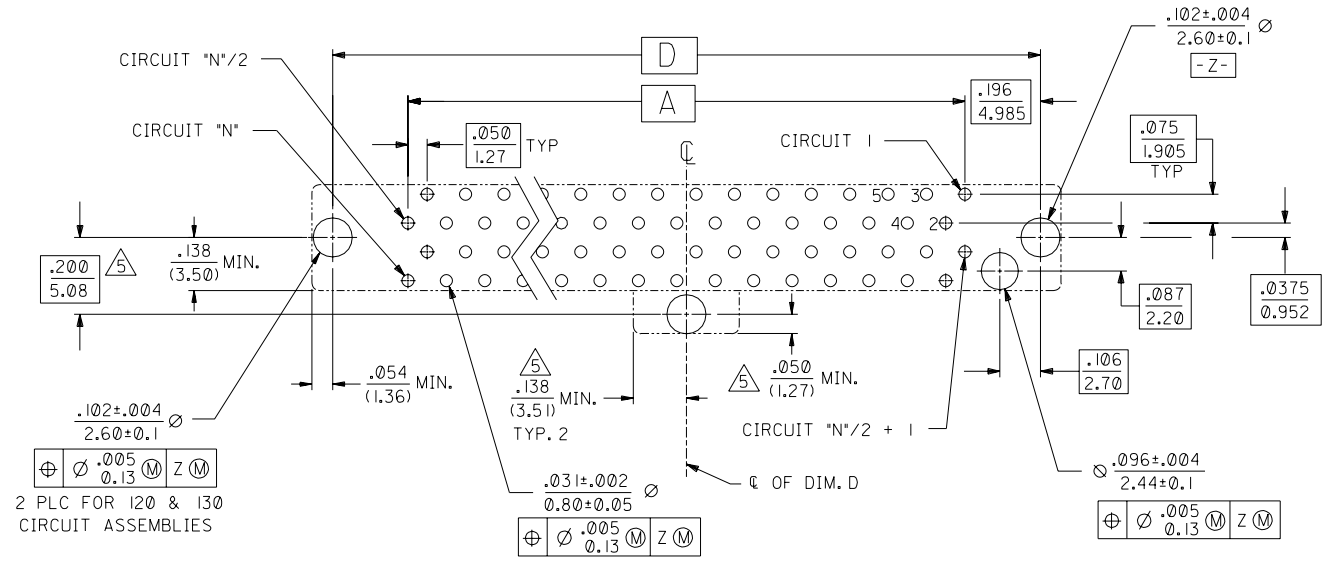 .102±.004
2.60±0.1 Ø
-Z-
CIRCUIT "N"/2
D
CIRCUIT "N"
A
.196
4.985
.050
1.27
TYP
℄
CIRCUIT 1
.075
1.905
TYP
5 3
4 2
.200
5.08
5
.138
(3.50)
MIN.
.087
2.20
.0375
0.952
.054
(1.36)
MIN.
5
.138
(3.51)
MIN.
TYP. 2
5
.050
(1.27)
MIN.
.106
2.70
.102±.004
2.60±0.1 Ø
⌖ Ø .005 Ⓜ Z Ⓜ
0.13
2 PLC FOR 120 & 130
CIRCUIT ASSEMBLIES
CIRCUIT "N"/2 + 1
℄ OF DIM. D
.031±.002
0.80±0.05 Ø
⌖ Ø .005 Ⓜ Z Ⓜ
0.13
Ø .096±.004
2.44±0.1
⌖ Ø .005 Ⓜ Z Ⓜ
0.13